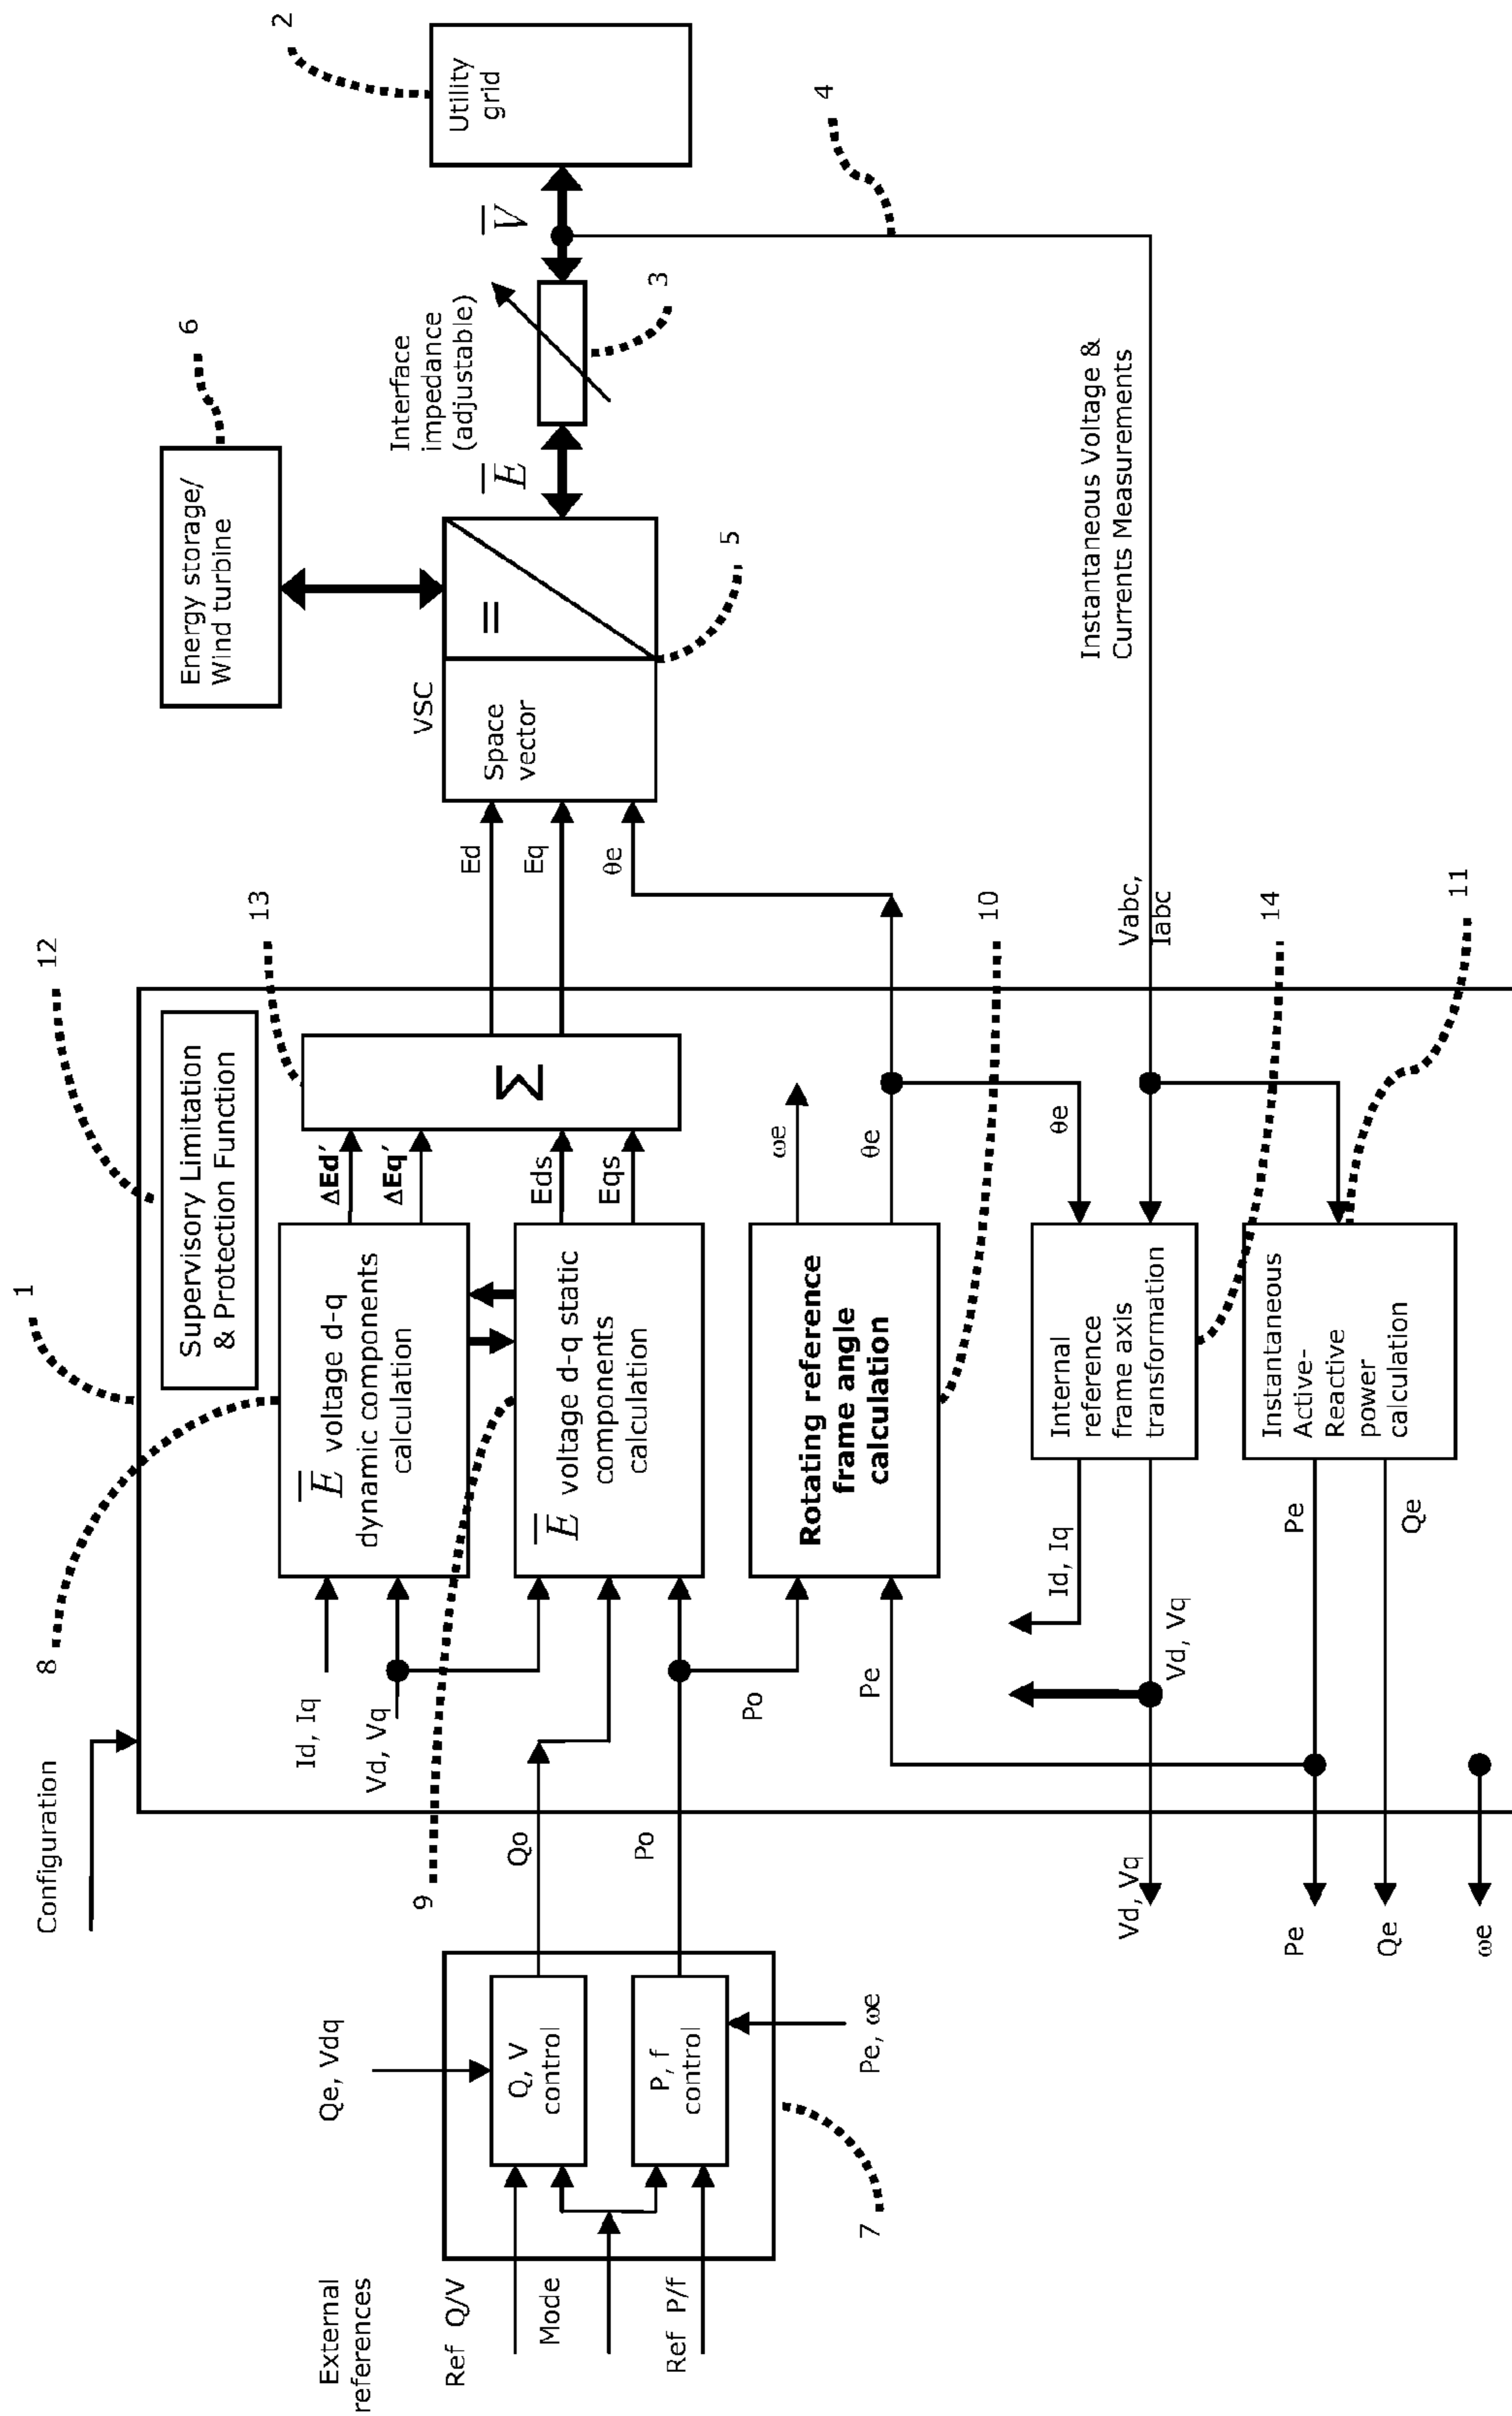 External
references
Ref Q/V
Mode
Ref P/f
Qe, Vdq
Q, V
control
P, f
control
Pe, ωe
7
Configuration
Qo
Po
9
8
1
12
13
Supervisory Limitation
& Protection Function
Id, Iq
Vd, Vq
E voltage d-q
dynamic components
calculation
E voltage d-q static
components
calculation
ΔEd′
ΔEq′
Eds
Eqs
Σ
Po
Pe
Rotating reference
frame angle
calculation
ωe
θe
θe
10
Id, Iq
Vd, Vq
Internal
reference
frame axis
transformation
14
Pe
Qe
Instantaneous
Active-
Reactive
power
calculation
11
Vd, Vq
Pe
Qe
ωe
Ed
Eq
θe
VSC
Space
vector
=
5
Energy storage/
Wind turbine
6
E
Interface
impedance
(adjustable)
3
V
Utility
grid
2
4
Instantaneous Voltage &
Currents Measurements
Vabc,
Iabc